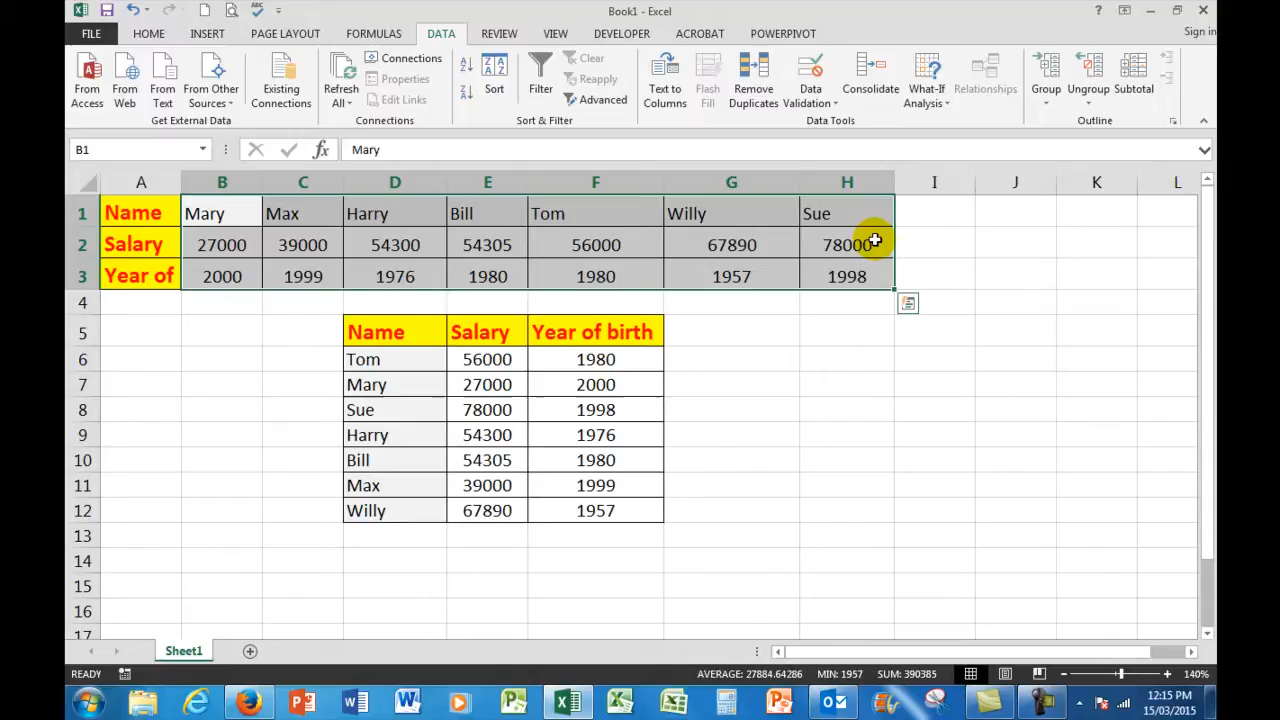 Book1 - Excel
Sign in
FILE HOME INSERT PAGE LAYOUT FORMULAS DATA REVIEW VIEW DEVELOPER ACROBAT POWERPIVOT
From Access
From Web
From Text
From Other Sources
Existing Connections
Refresh All
Connections
Properties
Edit Links
Sort
Filter
Clear
Reapply
Advanced
Text to Columns
Flash Fill
Remove Duplicates
Data Validation
Consolidate
What-If Analysis
Relationships
Group
Ungroup
Subtotal
Get External Data Connections Sort & Filter Data Tools Outline
B1 fx Mary
A B C D E F G H I J K L
1 Name Mary Max Harry Bill Tom Willy Sue
2 Salary 27000 39000 54300 54305 56000 67890 78000
3 Year of 2000 1999 1976 1980 1980 1957 1998
4
5 Name Salary Year of birth
6 Tom 56000 1980
7 Mary 27000 2000
8 Sue 78000 1998
9 Harry 54300 1976
10 Bill 54305 1980
11 Max 39000 1999
12 Willy 67890 1957
13
14
15
16
17
Sheet1
READY AVERAGE: 27884.64286 MIN: 1957 SUM: 390385 140%
12:15 PM
15/03/2015